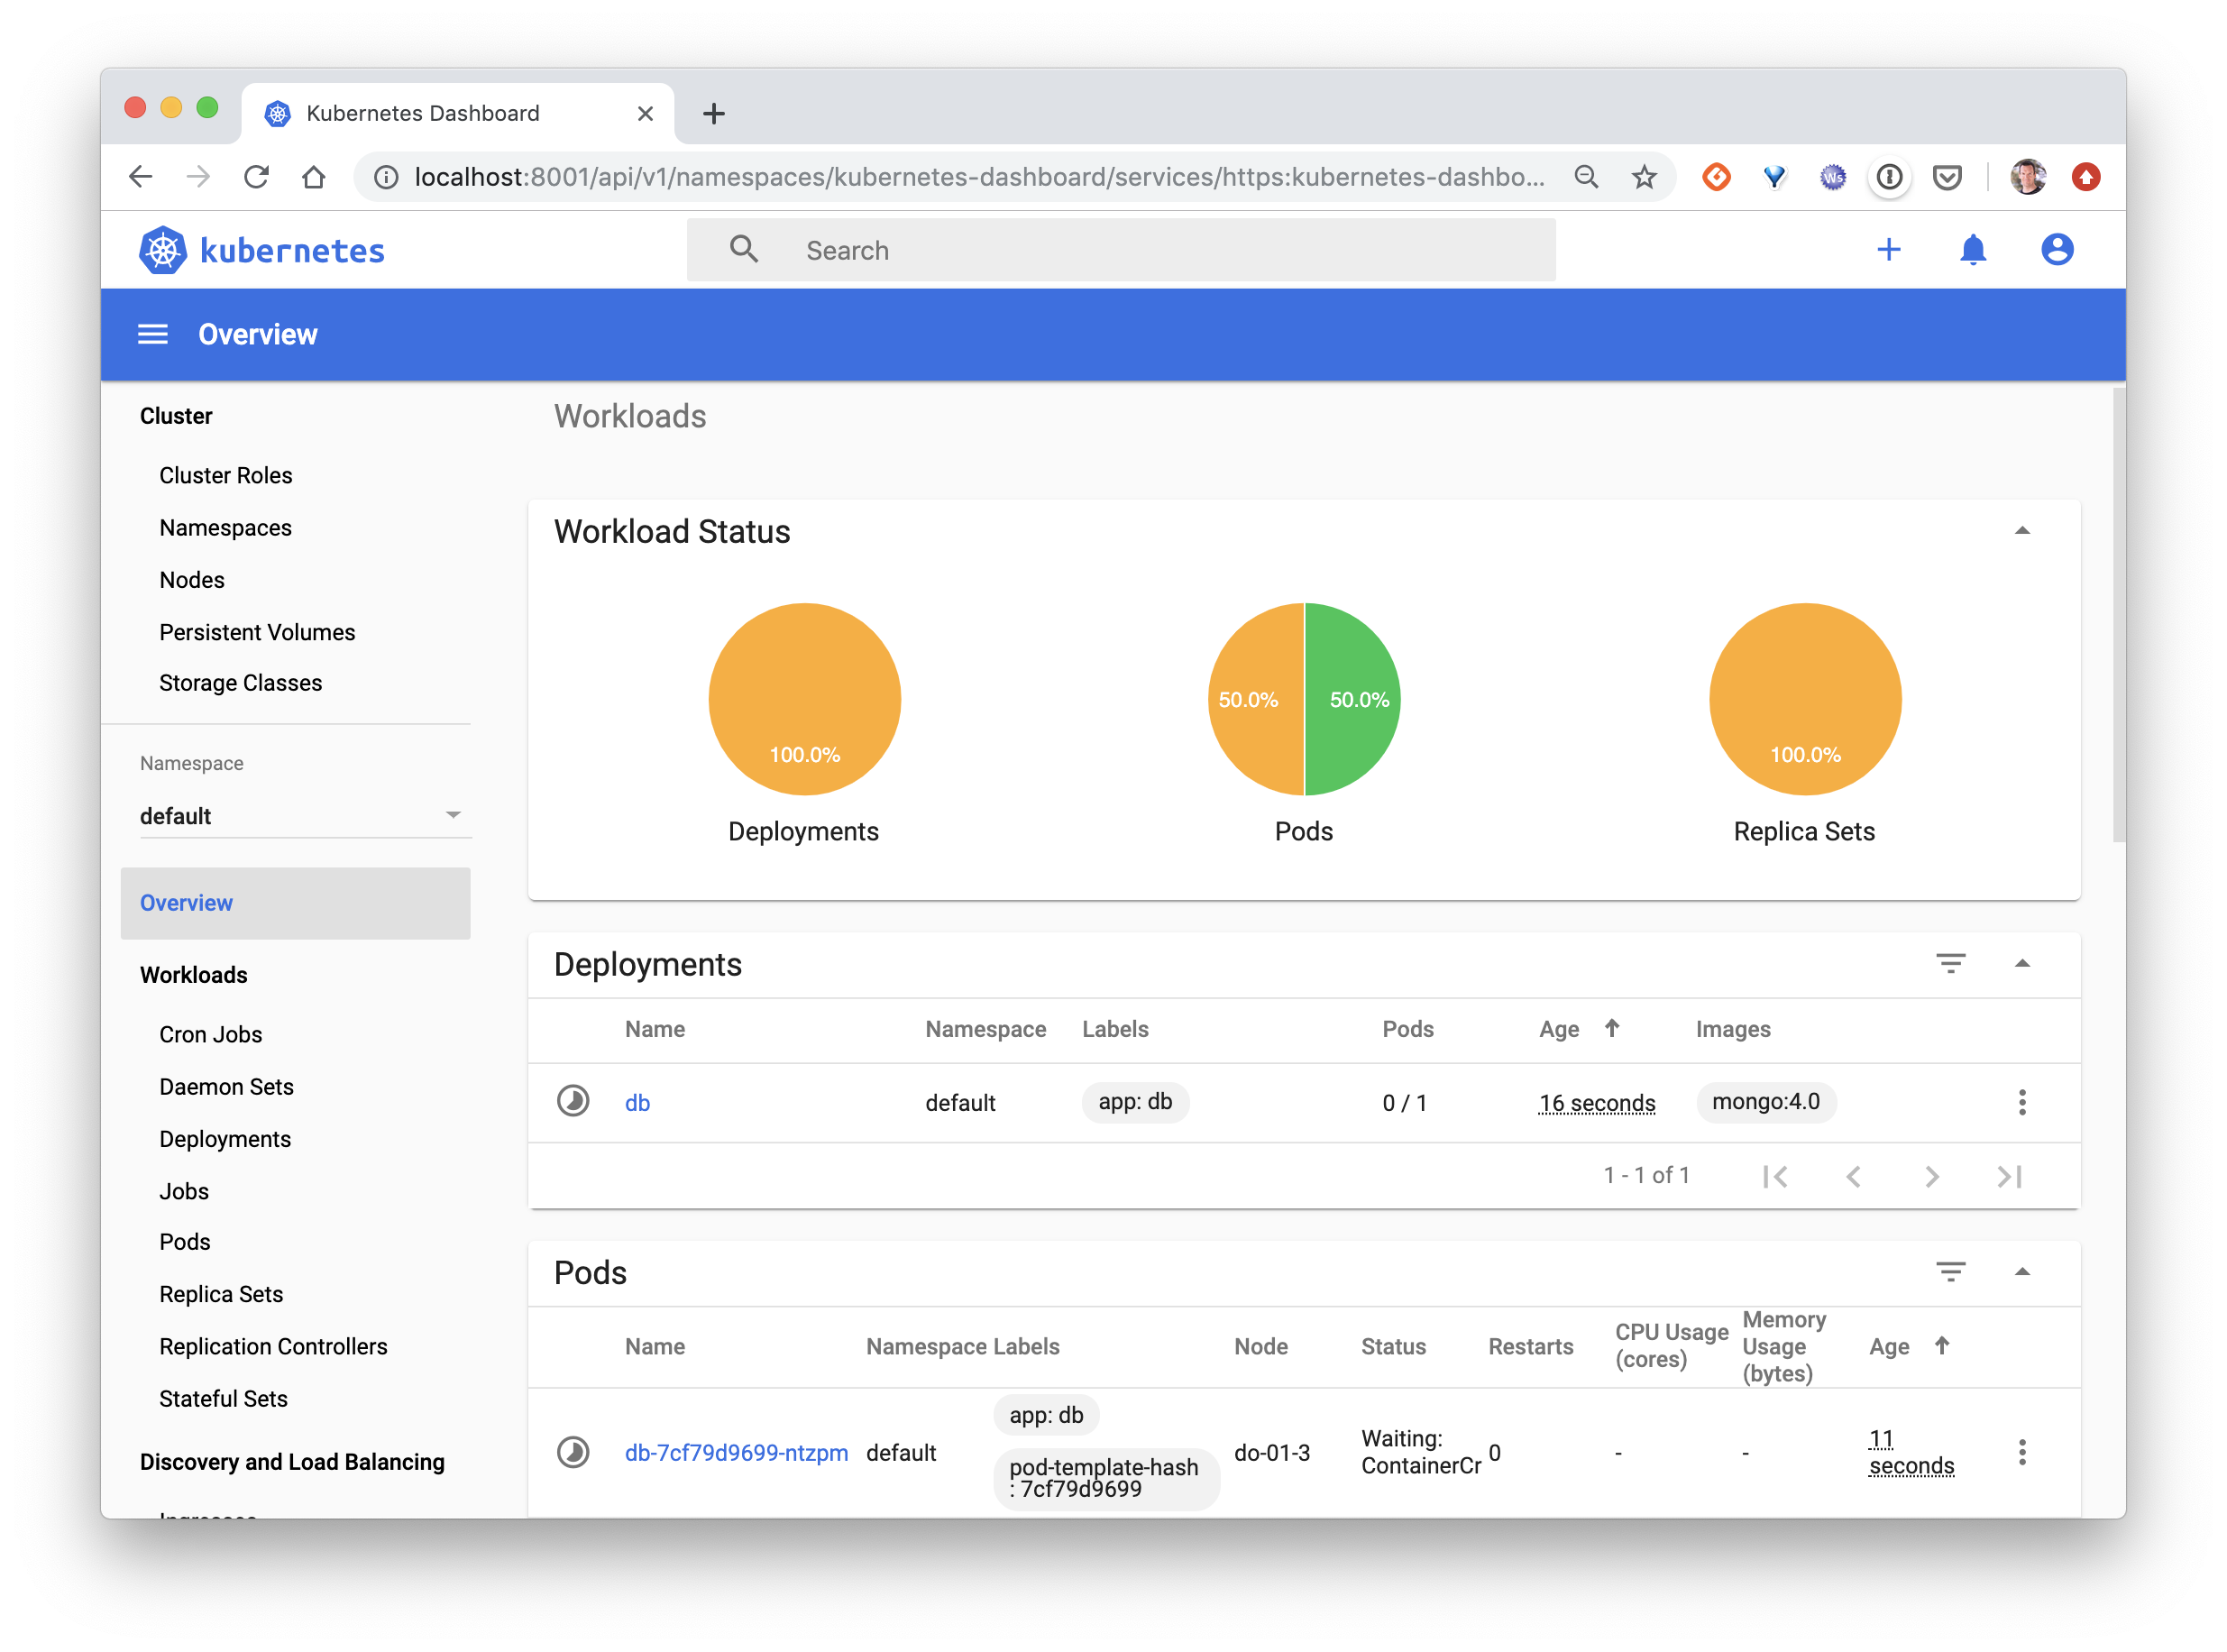 Kubernetes Dashboard
localhost:8001/api/v1/namespaces/kubernetes-dashboard/services/https:kubernetes-dashbo...
Ws
kubernetes
Search
Overview
Cluster
Cluster Roles
Namespaces
Nodes
Persistent Volumes
Storage Classes
Namespace
default
Overview
Workloads
Cron Jobs
Daemon Sets
Deployments
Jobs
Pods
Replica Sets
Replication Controllers
Stateful Sets
Discovery and Load Balancing
Ingresses
Workloads
Workload Status
100.0%
50.0% 50.0%
100.0%
Deployments
Pods
Replica Sets
Deployments
Name Namespace Labels Pods Age Images
db default app: db 0 / 1 16 seconds mongo:4.0
1 - 1 of 1
Pods
Name Namespace Labels Node Status Restarts CPU Usage (cores) Memory Usage (bytes) Age
db-7cf79d9699-ntzpm default
app: db
pod-template-hash
: 7cf79d9699
do-01-3
Waiting:
ContainerCr
0 - -
11
seconds